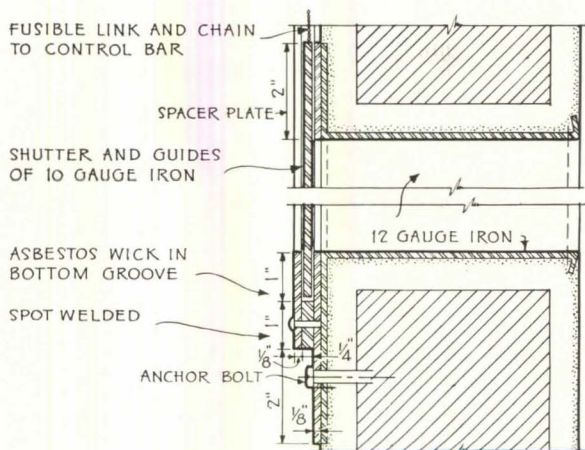 FUSIBLE LINK AND CHAIN
TO CONTROL BAR
2"
SPACER PLATE
SHUTTER AND GUIDES
OF 10 GAUGE IRON
12 GAUGE IRON
ASBESTOS WICK IN
BOTTOM GROOVE
1"
SPOT WELDED
1"
1/8"
1/4"
ANCHOR BOLT
2"
1/8"